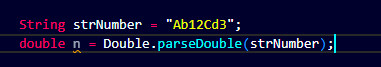 String strNumber = "Ab12Cd3";
double n = Double.parseDouble(strNumber);